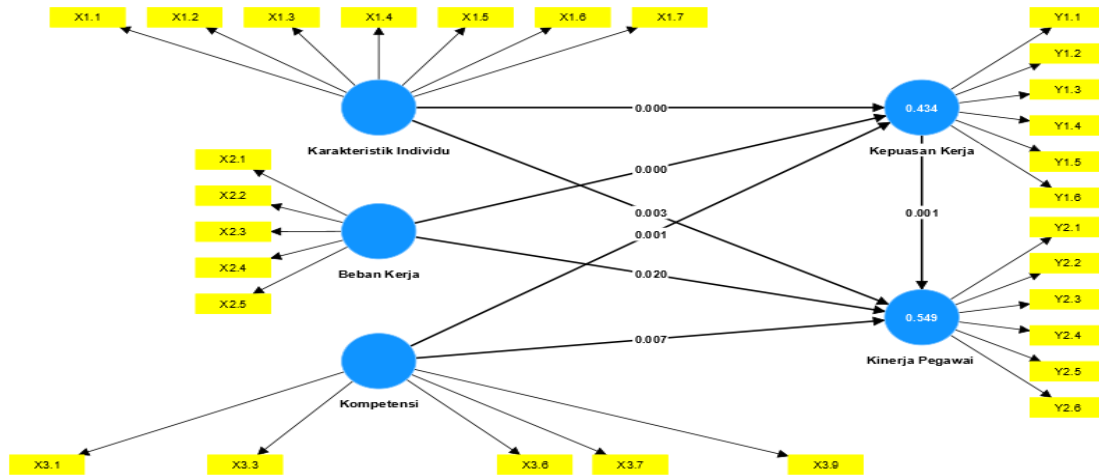 X1.1 X1.2 X1.3 X1.4 X1.5 X1.6 X1.7
Y1.1
Y1.2
Y1.3
Y1.4
Y1.5
Y1.6
0.000
0.434
Karakteristik Individu
Kepuasan Kerja
X2.1
X2.2
X2.3
X2.4
X2.5
0.000
0.003
0.001
0.001
Beban Kerja
0.020
Y2.1
Y2.2
Y2.3
Y2.4
Y2.5
Y2.6
0.549
0.007
Kinerja Pegawai
Kompetensi
X3.1 X3.3 X3.6 X3.7 X3.9